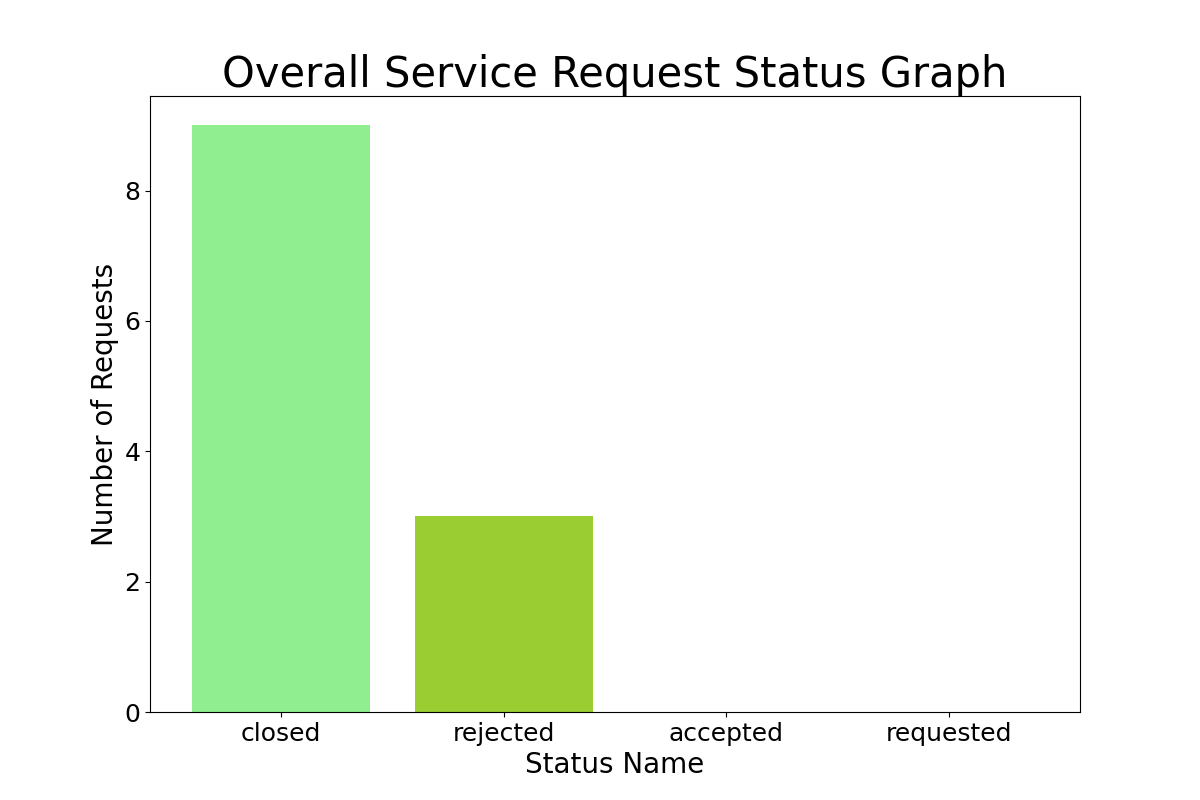 Overall Service Request Status Graph
Number of Requests
8
6
4
2
0
closed rejected accepted requested
Status Name